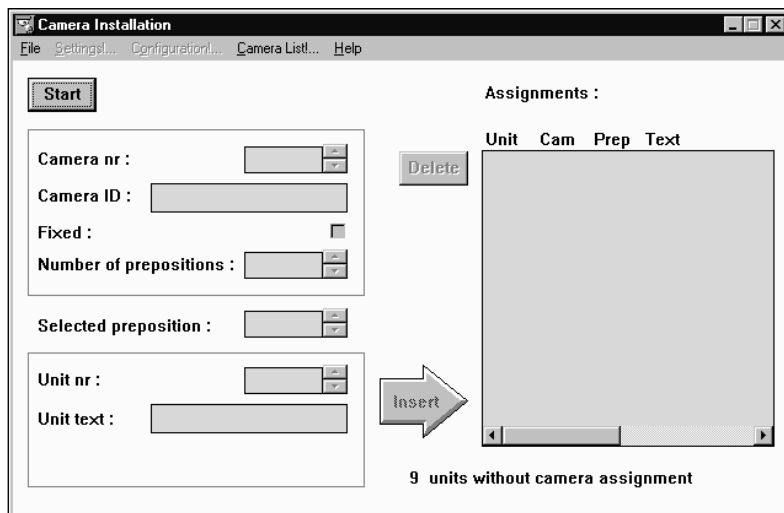 Camera Installation
File Settings!... Configuration!... Camera List!... Help
Start
Assignments :
Unit Cam Prep Text
Camera nr :
Delete
Camera ID :
Fixed :
Number of prepositions :
Selected preposition :
Unit nr :
Insert
Unit text :
9 units without camera assignment